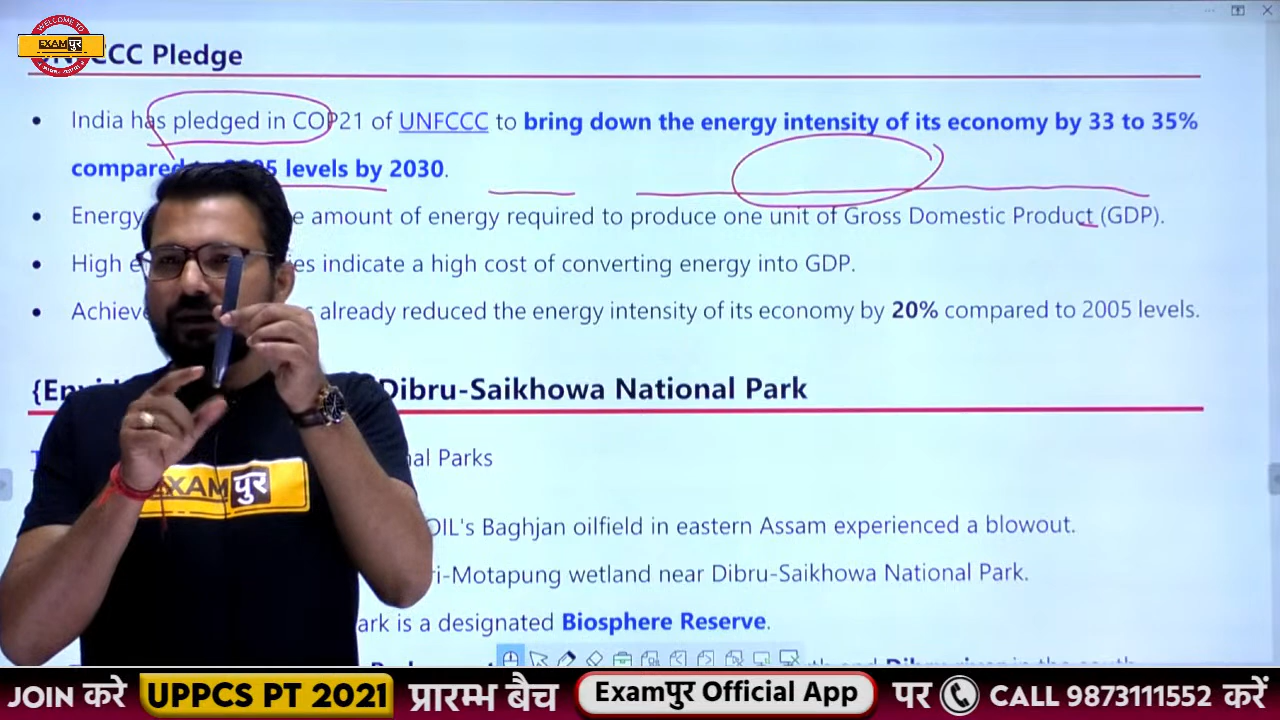 WELCOME TO
EXAMपुर
CCC Pledge
India has pledged in COP21 of UNFCCC to bring down the energy intensity of its economy by 33 to 35%
compared 5 levels by 2030.
Energy amount of energy required to produce one unit of Gross Domestic Product (GDP).
High indicate a high cost of converting energy into GDP.
already reduced the energy intensity of its economy by 20% compared to 2005 levels.
Dibru-Saikhowa National Park
Parks
OIL's Baghjan oilfield in eastern Assam experienced a blowout.
ri-Motapung wetland near Dibru-Saikhowa National Park.
ark is a designated Biosphere Reserve.
EXAMपुर
JOIN करे UPPCS PT 2021 प्रारम्भ बैच Examपुर Official App पर CALL 9873111552 करें